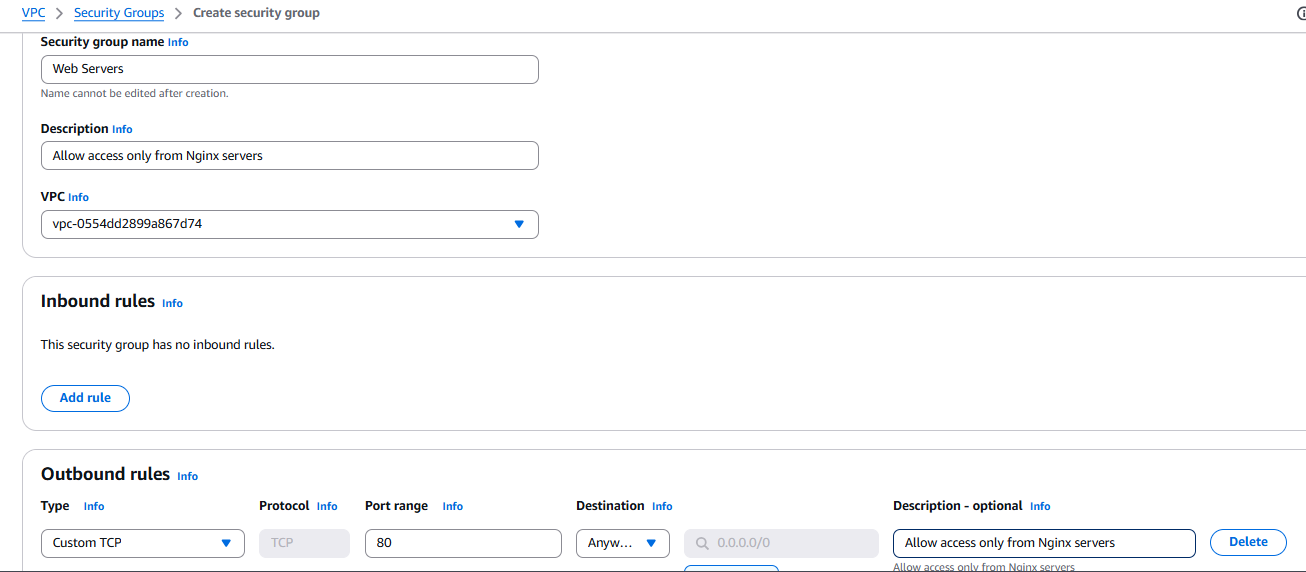 VPC > Security Groups > Create security group
Security group name Info
Web Servers
Name cannot be edited after creation.
Description Info
Allow access only from Nginx servers
VPC Info
vpc-0554dd2899a867d74
Inbound rules Info
This security group has no inbound rules.
Add rule
Outbound rules Info
Type Info Protocol Info Port range Info Destination Info Description - optional Info
Custom TCP TCP 80 Anyw... 0.0.0.0/0 Allow access only from Nginx servers Delete
Allow access only from Nginx servers